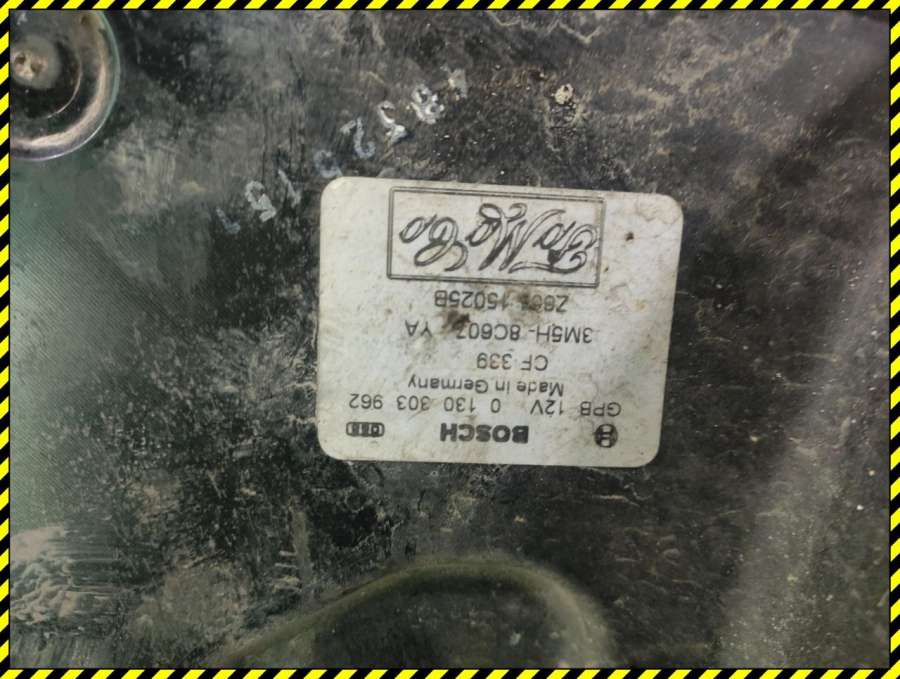 BOSCH
GPB 12V 0 130 303 962
Made in Germany
CF 339
3M5H-8C607 YA
15025B
FoMoCo